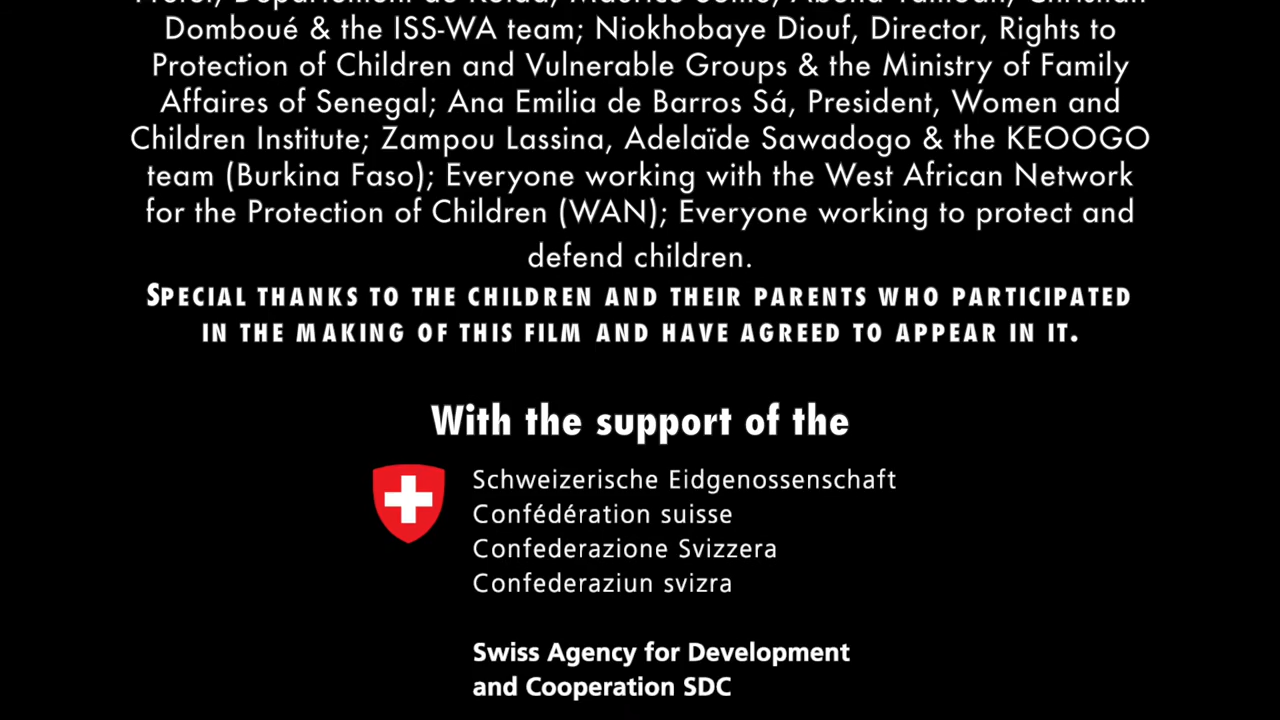 Domboué & the ISS-WA team; Niokhobaye Diouf, Director, Rights to
Protection of Children and Vulnerable Groups & the Ministry of Family
Affaires of Senegal; Ana Emilia de Barros Sá, President, Women and
Children Institute; Zampou Lassina, Adelaïde Sawadogo & the KEOOGO
team (Burkina Faso); Everyone working with the West African Network
for the Protection of Children (WAN); Everyone working to protect and
defend children.
SPECIAL THANKS TO THE CHILDREN AND THEIR PARENTS WHO PARTICIPATED
IN THE MAKING OF THIS FILM AND HAVE AGREED TO APPEAR IN IT.
With the support of the
Schweizerische Eidgenossenschaft
Confédération suisse
Confederazione Svizzera
Confederaziun svizra
Swiss Agency for Development
and Cooperation SDC